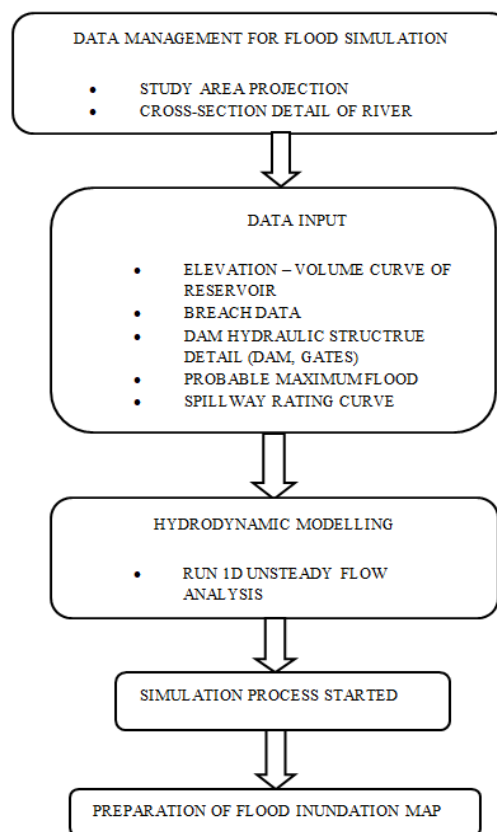 DATA MANAGEMENT FOR FLOOD SIMULATION
• STUDY AREA PROJECTION
• CROSS-SECTION DETAIL OF RIVER
DATA INPUT
• ELEVATION – VOLUME CURVE OF
RESERVOIR
• BREACH DATA
• DAM HYDRAULIC STRUCTRUE
DETAIL (DAM, GATES)
• PROBABLE MAXIMUM FLOOD
• SPILLWAY RATING CURVE
HYDRODYNAMIC MODELLING
• RUN 1D UNSTEADY FLOW
ANALYSIS
SIMULATION PROCESS STARTED
PREPARATION OF FLOOD INUNDATION MAP